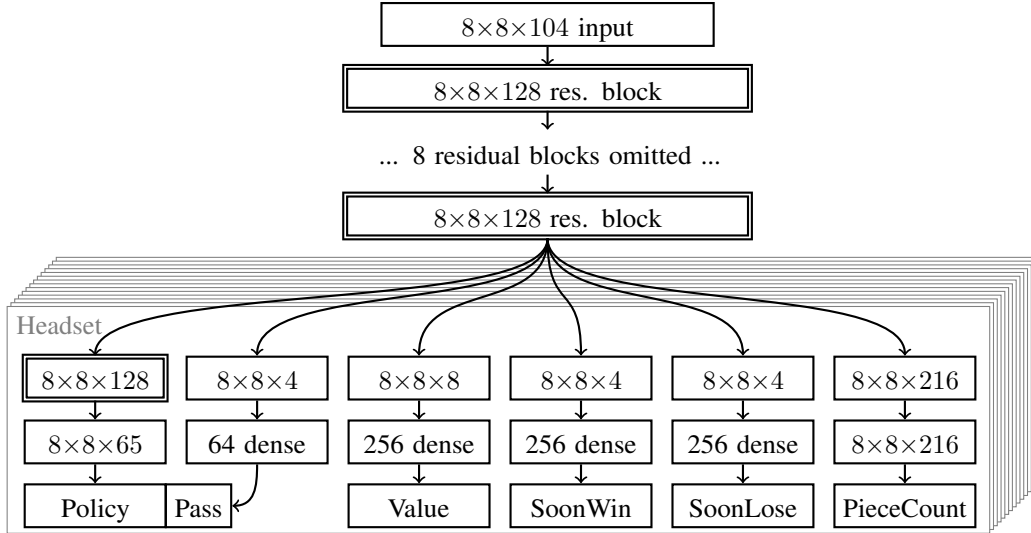 8×8×104 input
8×8×128 res. block
... 8 residual blocks omitted ...
8×8×128 res. block
Headset
8×8×128 8×8×4 8×8×8 8×8×4 8×8×4 8×8×216
8×8×65 64 dense 256 dense 256 dense 256 dense 8×8×216
Policy Pass Value SoonWin SoonLose PieceCount